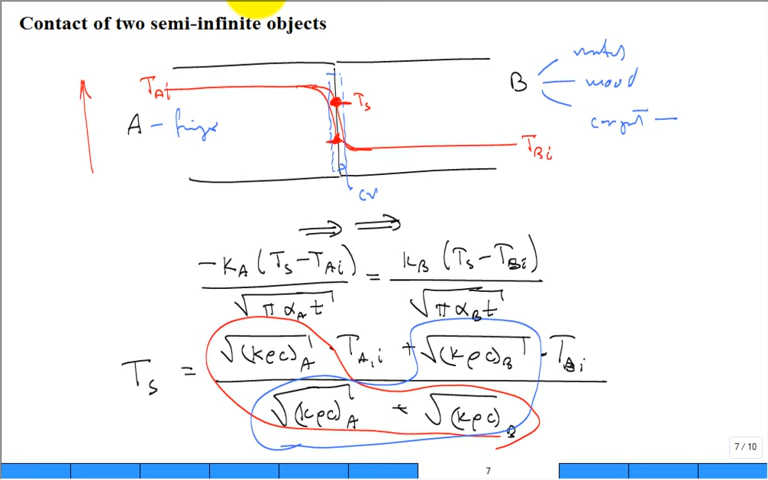 Contact of two semi-infinite objects
T_Ai
T_s
B
metal
wood
A - finger
carpet
T_Bi
CV
⇒ ⇒
-k_A (T_s - T_Ai) / √(π α_A t) = k_B (T_s - T_Bi) / √(π α_B t)
T_s = (√(kρc)_A · T_A,i + √(kρc)_B · T_Bi) / (√(kρc)_A + √(kρc)_B)
7 / 10
7